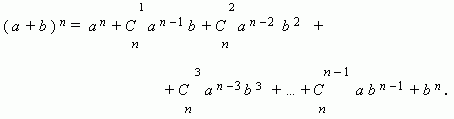 ( a + b )ⁿ = aⁿ + C¹ₙ aⁿ⁻¹ b + C²ₙ aⁿ⁻² b² +
+ C³ₙ aⁿ⁻³ b³ + ... + Cⁿ⁻¹ₙ a bⁿ⁻¹ + bⁿ .